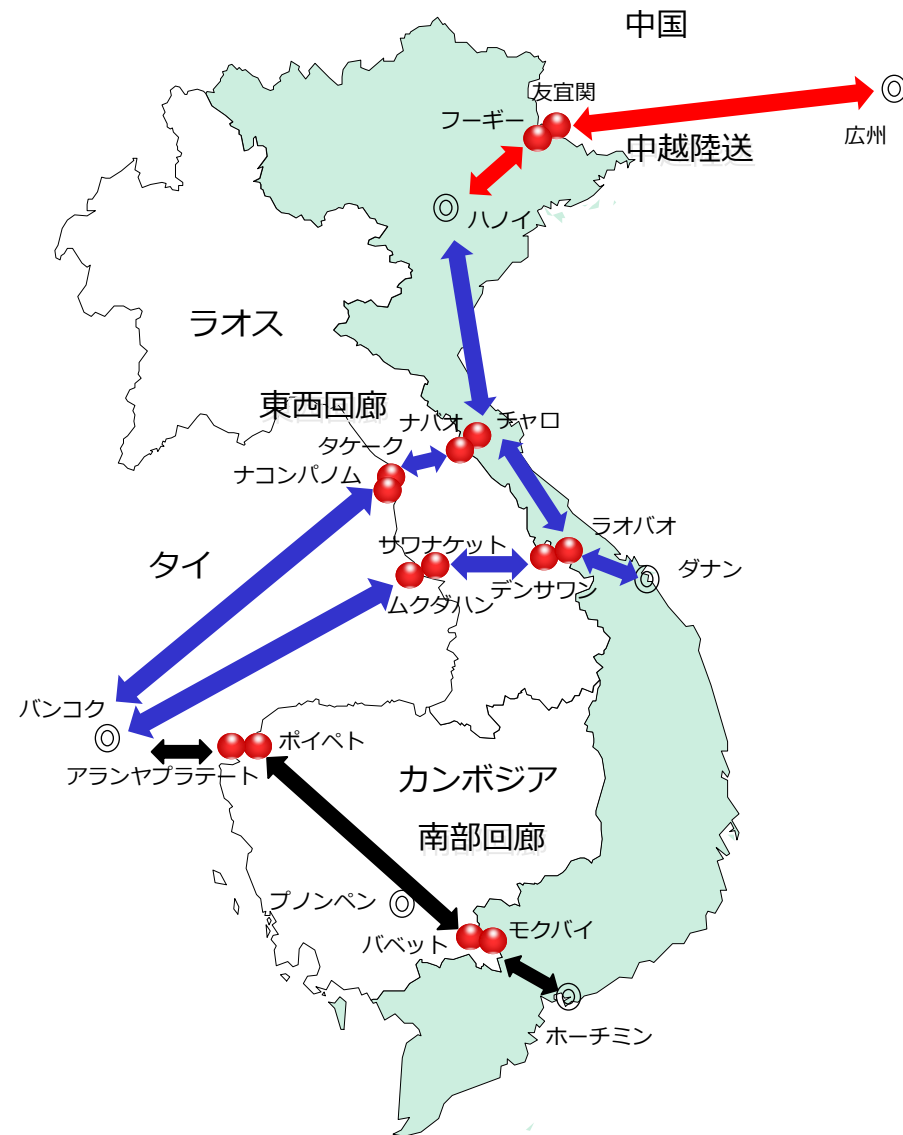 中国
友宜関
フーギー
広州
中越陸送
ハノイ
ラオス
東西回廊
ナパオ
チャロ
タケーク
ナコンパノム
ラオバオ
サワナケット
タイ
ダナン
デンサワン
ムクダハン
バンコク
ポイペト
アランヤプラテート
カンボジア
南部回廊
プノンペン
モクバイ
バベット
ホーチミン